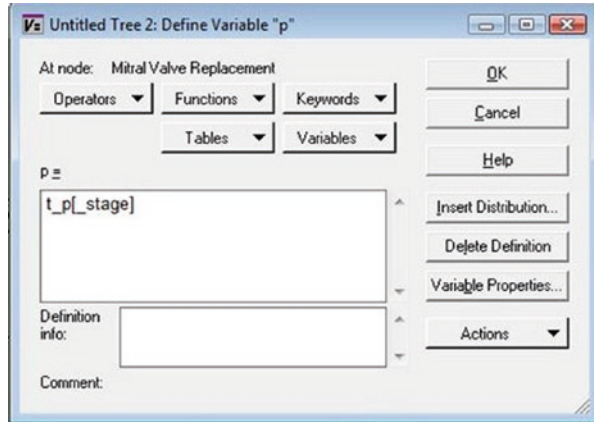 V= Untitled Tree 2: Define Variable "p"
At node: Mitral Valve Replacement
Operators Functions Keywords
Tables Variables
P =
t_p[_stage]
Definition
info:
Comment:
OK
Cancel
Help
Insert Distribution...
Delete Definition
Variable Properties...
Actions